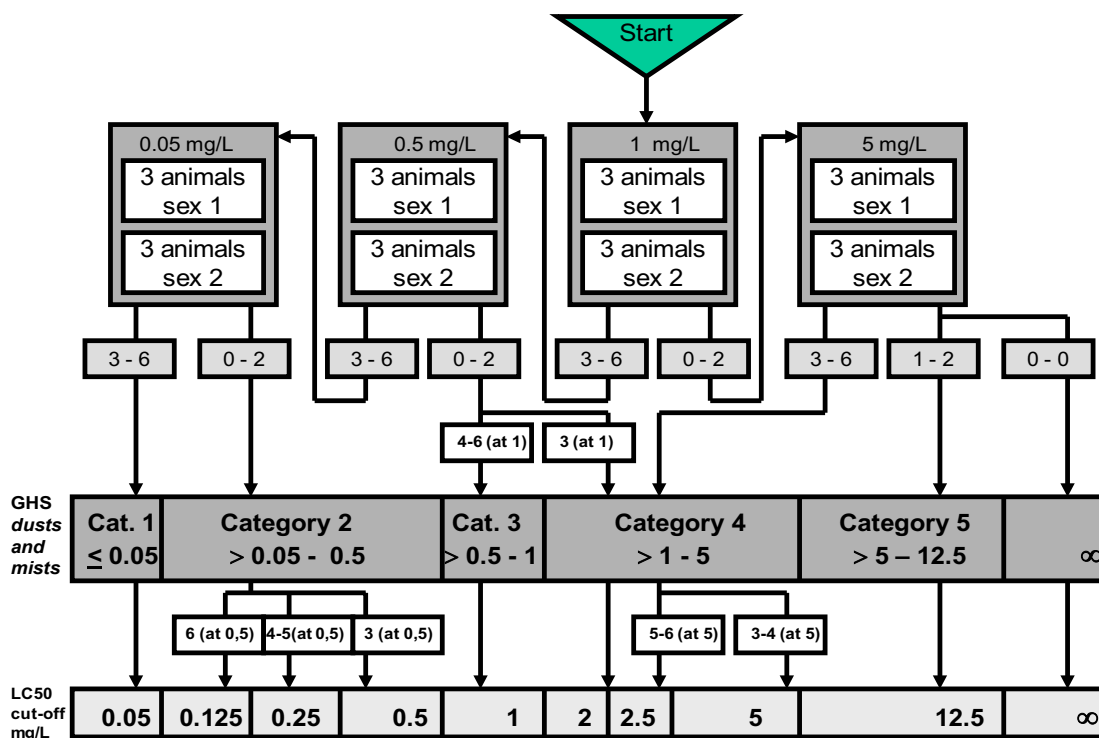 Start
0.05 mg/L
0.5 mg/L
1 mg/L
5 mg/L
3 animals
sex 1
3 animals
sex 1
3 animals
sex 1
3 animals
sex 1
3 animals
sex 2
3 animals
sex 2
3 animals
sex 2
3 animals
sex 2
3 - 6
0 - 2
3 - 6
0 - 2
3 - 6
0 - 2
3 - 6
1 - 2
0 - 0
4-6 (at 1)
3 (at 1)
GHS
dusts
and
mists
Cat. 1
≤ 0.05
Category 2
> 0.05 - 0.5
Cat. 3
> 0.5 - 1
Category 4
> 1 - 5
Category 5
> 5 – 12.5
∞
6 (at 0,5)
4-5(at 0,5)
3 (at 0,5)
5-6 (at 5)
3-4 (at 5)
LC50
cut-off
mg/L
0.05
0.125
0.25
0.5
1
2
2.5
5
12.5
∞